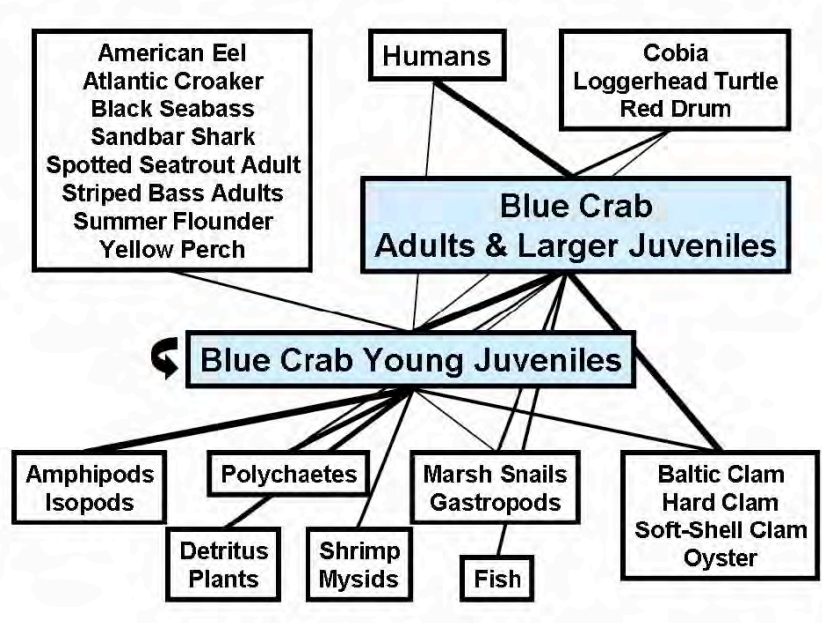 American Eel
Atlantic Croaker
Black Seabass
Sandbar Shark
Spotted Seatrout Adult
Striped Bass Adults
Summer Flounder
Yellow Perch
Humans
Cobia
Loggerhead Turtle
Red Drum
Blue Crab
Adults & Larger Juveniles
Blue Crab Young Juveniles
Amphipods
Isopods
Polychaetes
Marsh Snails
Gastropods
Baltic Clam
Hard Clam
Soft-Shell Clam
Oyster
Detritus
Plants
Shrimp
Mysids
Fish